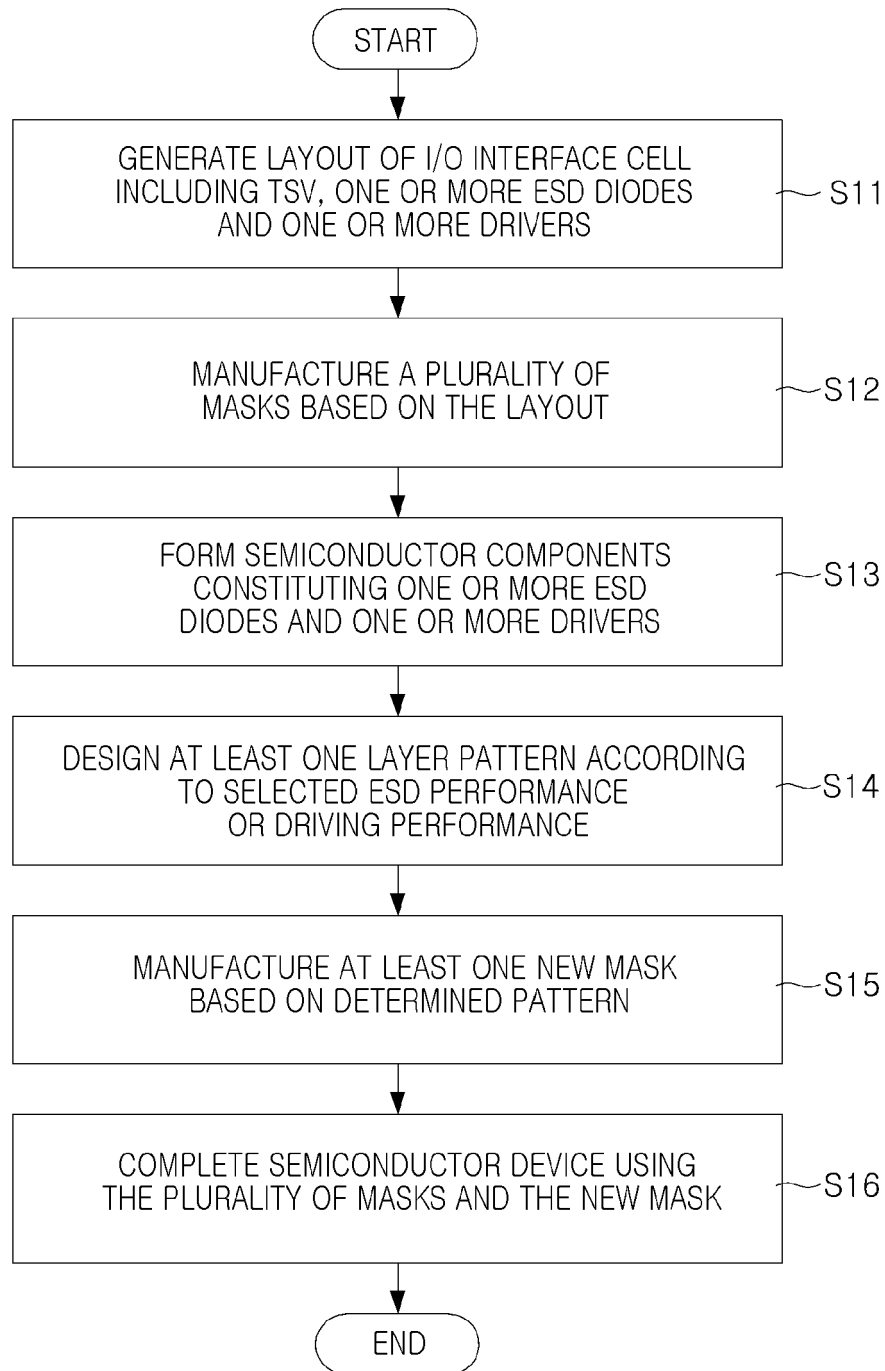 START
GENERATE LAYOUT OF I/O INTERFACE CELL
INCLUDING TSV, ONE OR MORE ESD DIODES
AND ONE OR MORE DRIVERS
S11
MANUFACTURE A PLURALITY OF
MASKS BASED ON THE LAYOUT
S12
FORM SEMICONDUCTOR COMPONENTS
CONSTITUTING ONE OR MORE ESD
DIODES AND ONE OR MORE DRIVERS
S13
DESIGN AT LEAST ONE LAYER PATTERN ACCORDING
TO SELECTED ESD PERFORMANCE
OR DRIVING PERFORMANCE
S14
MANUFACTURE AT LEAST ONE NEW MASK
BASED ON DETERMINED PATTERN
S15
COMPLETE SEMICONDUCTOR DEVICE USING
THE PLURALITY OF MASKS AND THE NEW MASK
S16
END